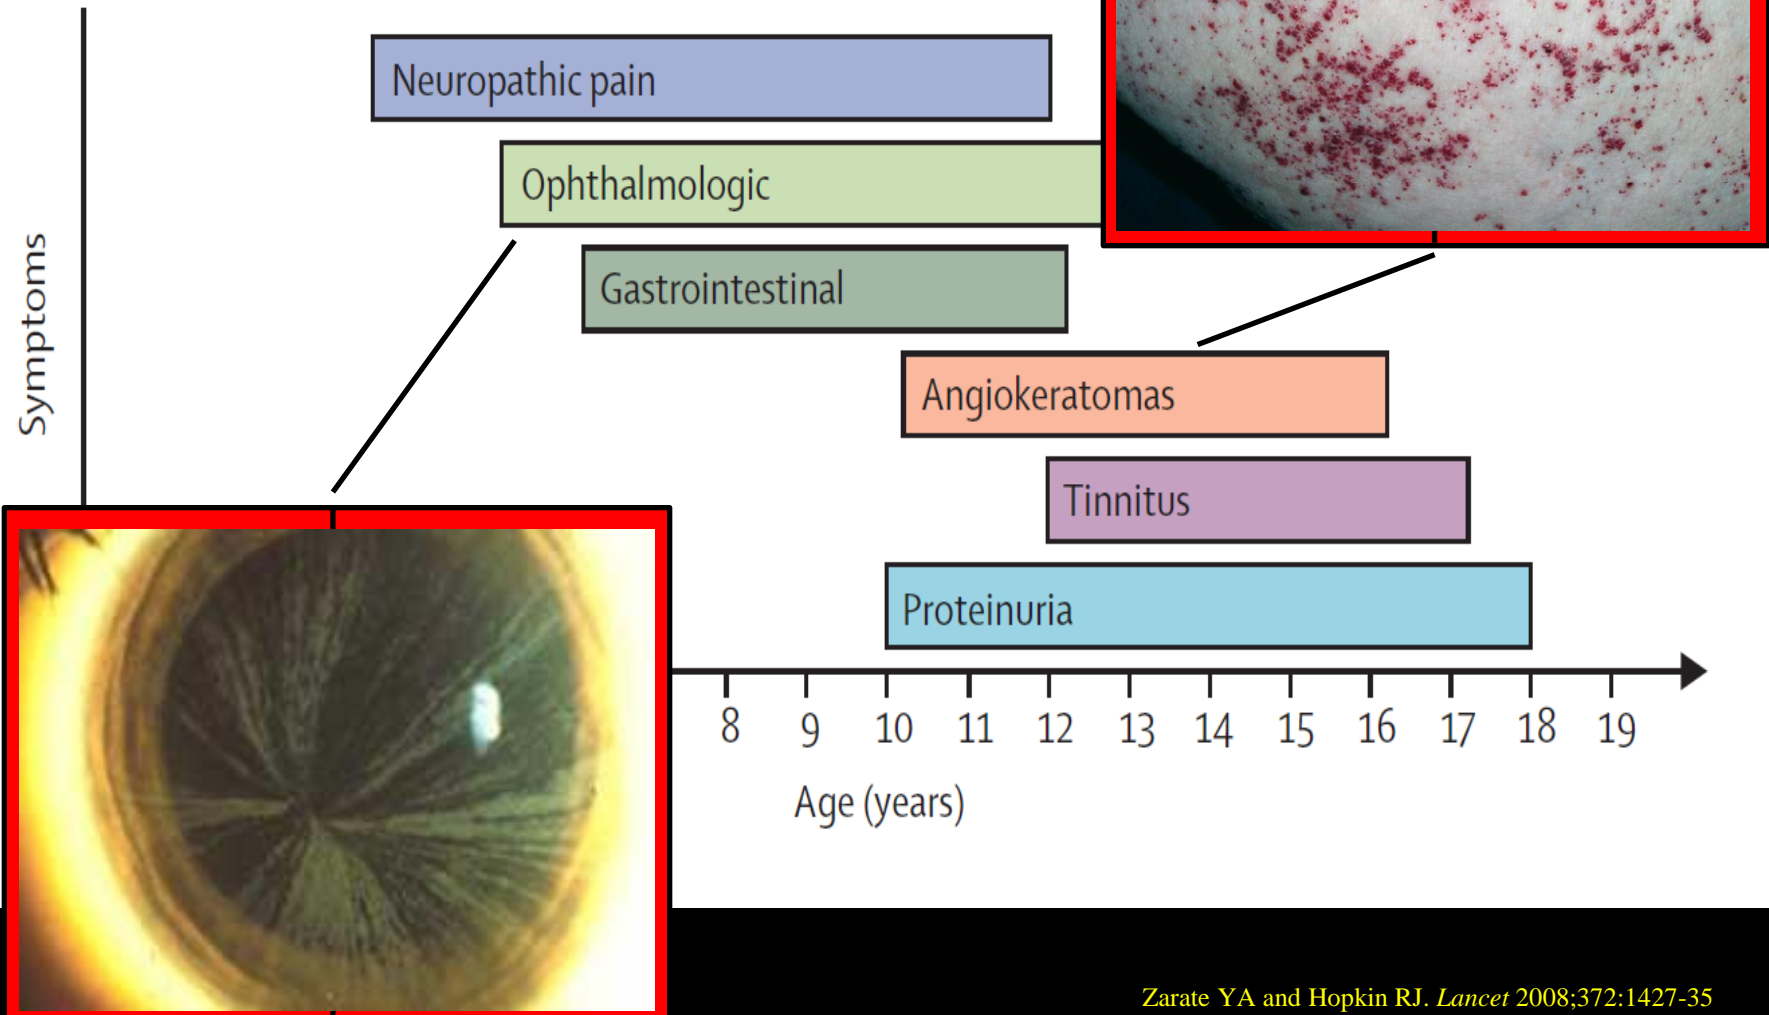 Symptoms
Neuropathic pain
Ophthalmologic
Gastrointestinal
Angiokeratomas
Tinnitus
Proteinuria
8 9 10 11 12 13 14 15 16 17 18 19
Age (years)
Zarate YA and Hopkin RJ. Lancet 2008;372:1427-35